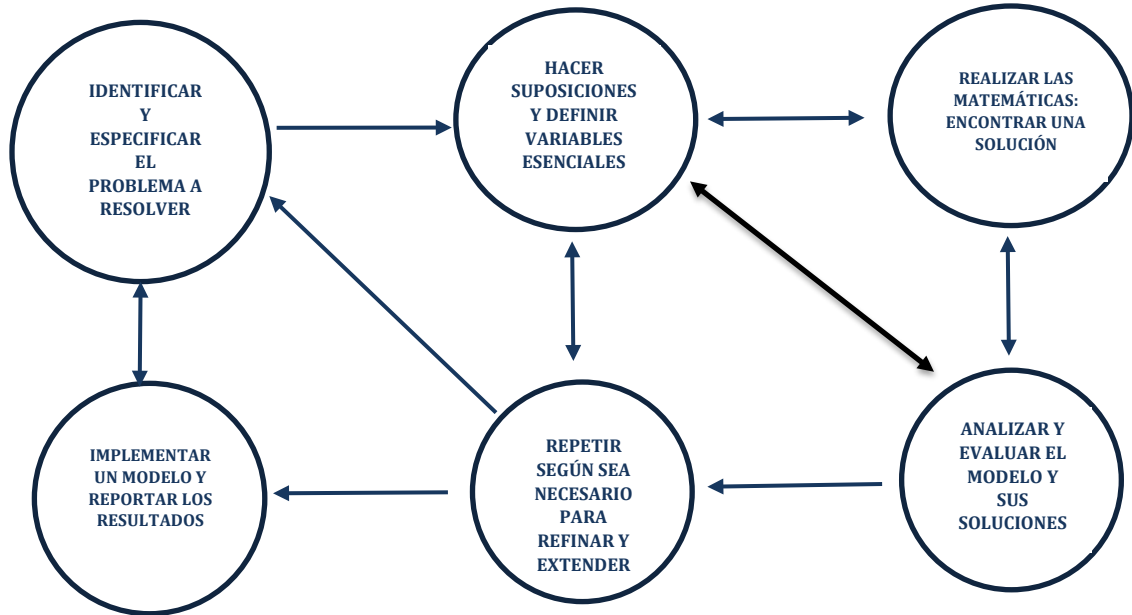 IDENTIFICAR
Y
ESPECIFICAR
EL
PROBLEMA A
RESOLVER
HACER
SUPOSICIONES
Y DEFINIR
VARIABLES
ESENCIALES
REALIZAR LAS
MATEMÁTICAS:
ENCONTRAR UNA
SOLUCIÓN
IMPLEMENTAR
UN MODELO Y
REPORTAR LOS
RESULTADOS
REPETIR
SEGÚN SEA
NECESARIO
PARA
REFINAR Y
EXTENDER
ANALIZAR Y
EVALUAR EL
MODELO Y
SUS
SOLUCIONES